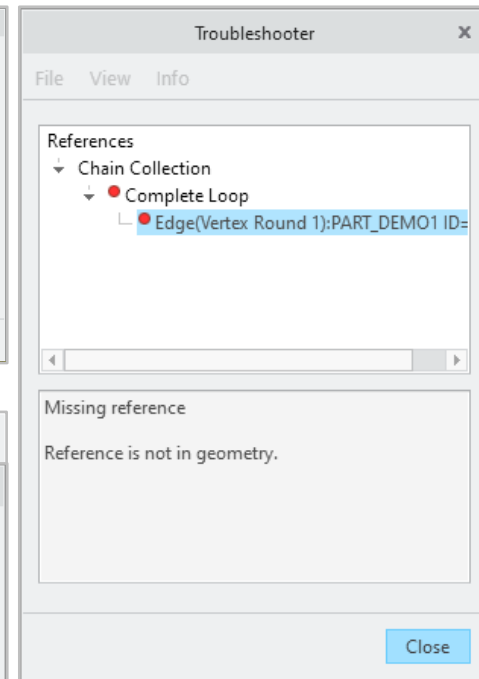 Troubleshooter x
File View Info
References
Chain Collection
Complete Loop
Edge(Vertex Round 1):PART_DEMO1 ID=
Missing reference
Reference is not in geometry.
Close